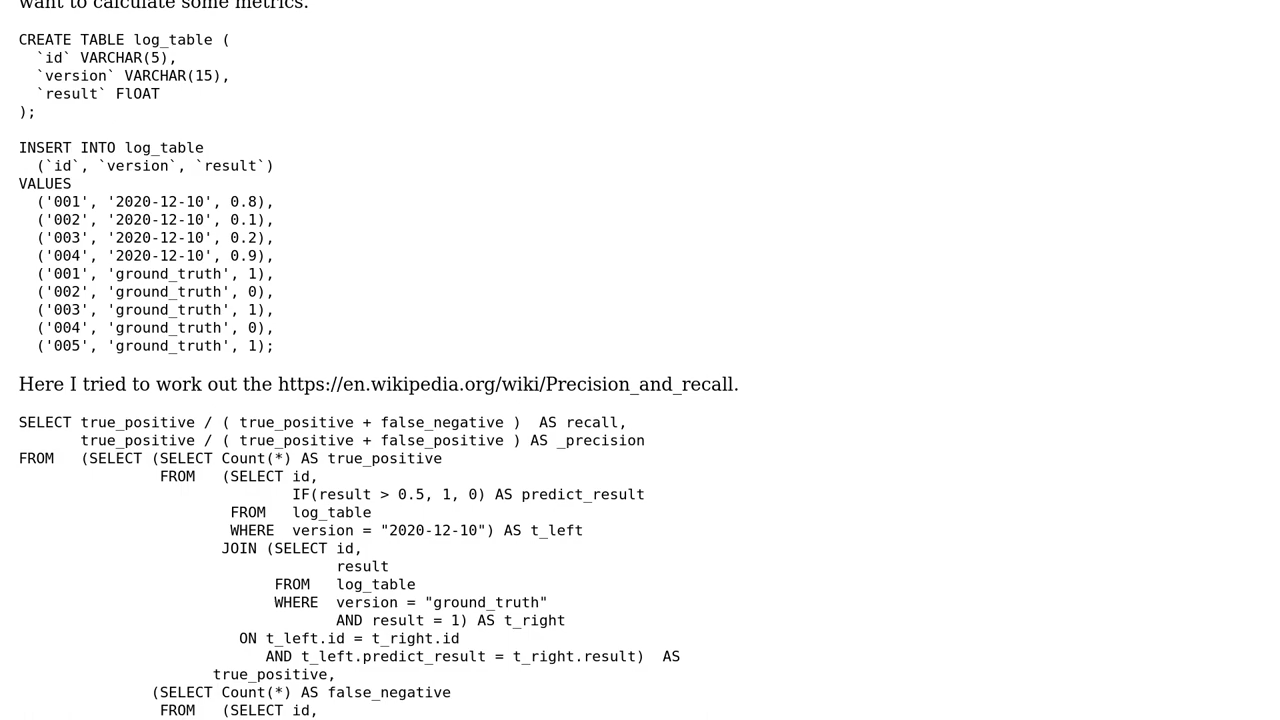 want to calculate some metrics.
CREATE TABLE log_table (
  `id` VARCHAR(5),
  `version` VARCHAR(15),
  `result` FlOAT
);
INSERT INTO log_table
  (`id`, `version`, `result`)
VALUES
  ('001', '2020-12-10', 0.8),
  ('002', '2020-12-10', 0.1),
  ('003', '2020-12-10', 0.2),
  ('004', '2020-12-10', 0.9),
  ('001', 'ground_truth', 1),
  ('002', 'ground_truth', 0),
  ('003', 'ground_truth', 1),
  ('004', 'ground_truth', 0),
  ('005', 'ground_truth', 1);
Here I tried to work out the https://en.wikipedia.org/wiki/Precision_and_recall.
SELECT true_positive / ( true_positive + false_negative )  AS recall,
       true_positive / ( true_positive + false_positive ) AS _precision
FROM   (SELECT (SELECT Count(*) AS true_positive
                FROM   (SELECT id,
                               IF(result > 0.5, 1, 0) AS predict_result
                        FROM   log_table
                        WHERE  version = "2020-12-10") AS t_left
                       JOIN (SELECT id,
                                    result
                             FROM   log_table
                             WHERE  version = "ground_truth"
                                    AND result = 1) AS t_right
                         ON t_left.id = t_right.id
                            AND t_left.predict_result = t_right.result)  AS
                      true_positive,
               (SELECT Count(*) AS false_negative
                FROM   (SELECT id,